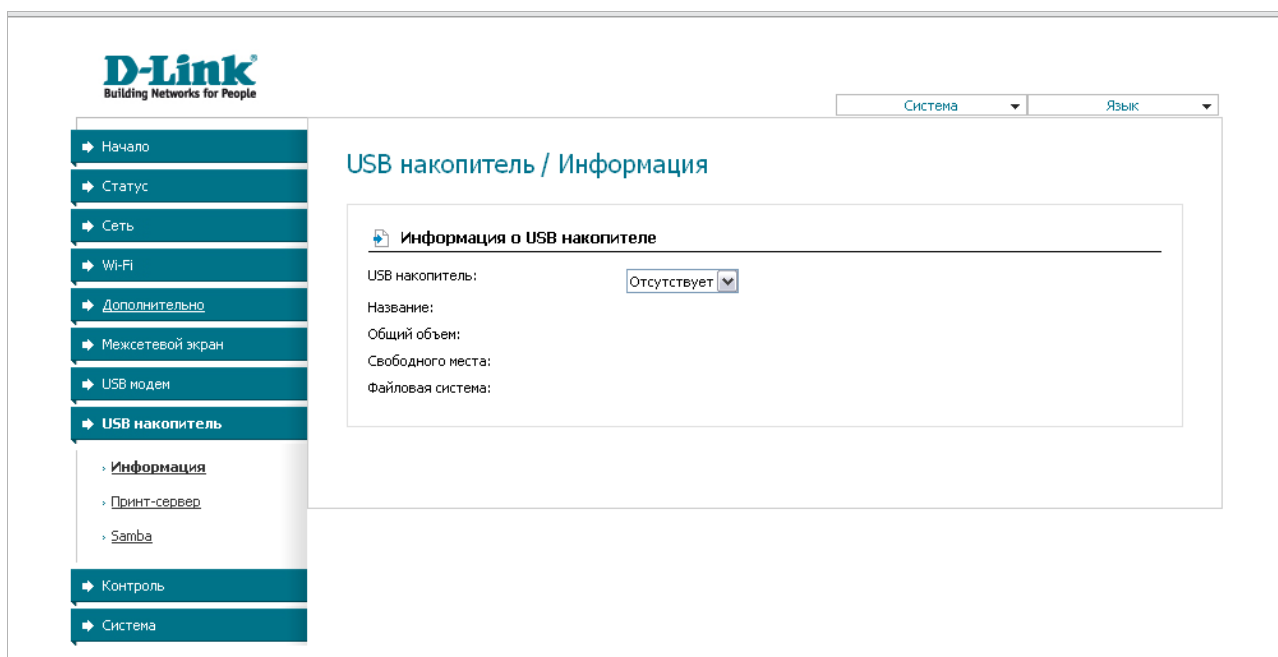 D-Link®
Building Networks for People
Система
Язык
Начало
Статус
Сеть
Wi-Fi
Дополнительно
Межсетевой экран
USB модем
USB накопитель
Информация
Принт-сервер
Samba
Контроль
Система
USB накопитель / Информация
Информация о USB накопителе
USB накопитель: Отсутствует
Название:
Общий объем:
Свободного места:
Файловая система: